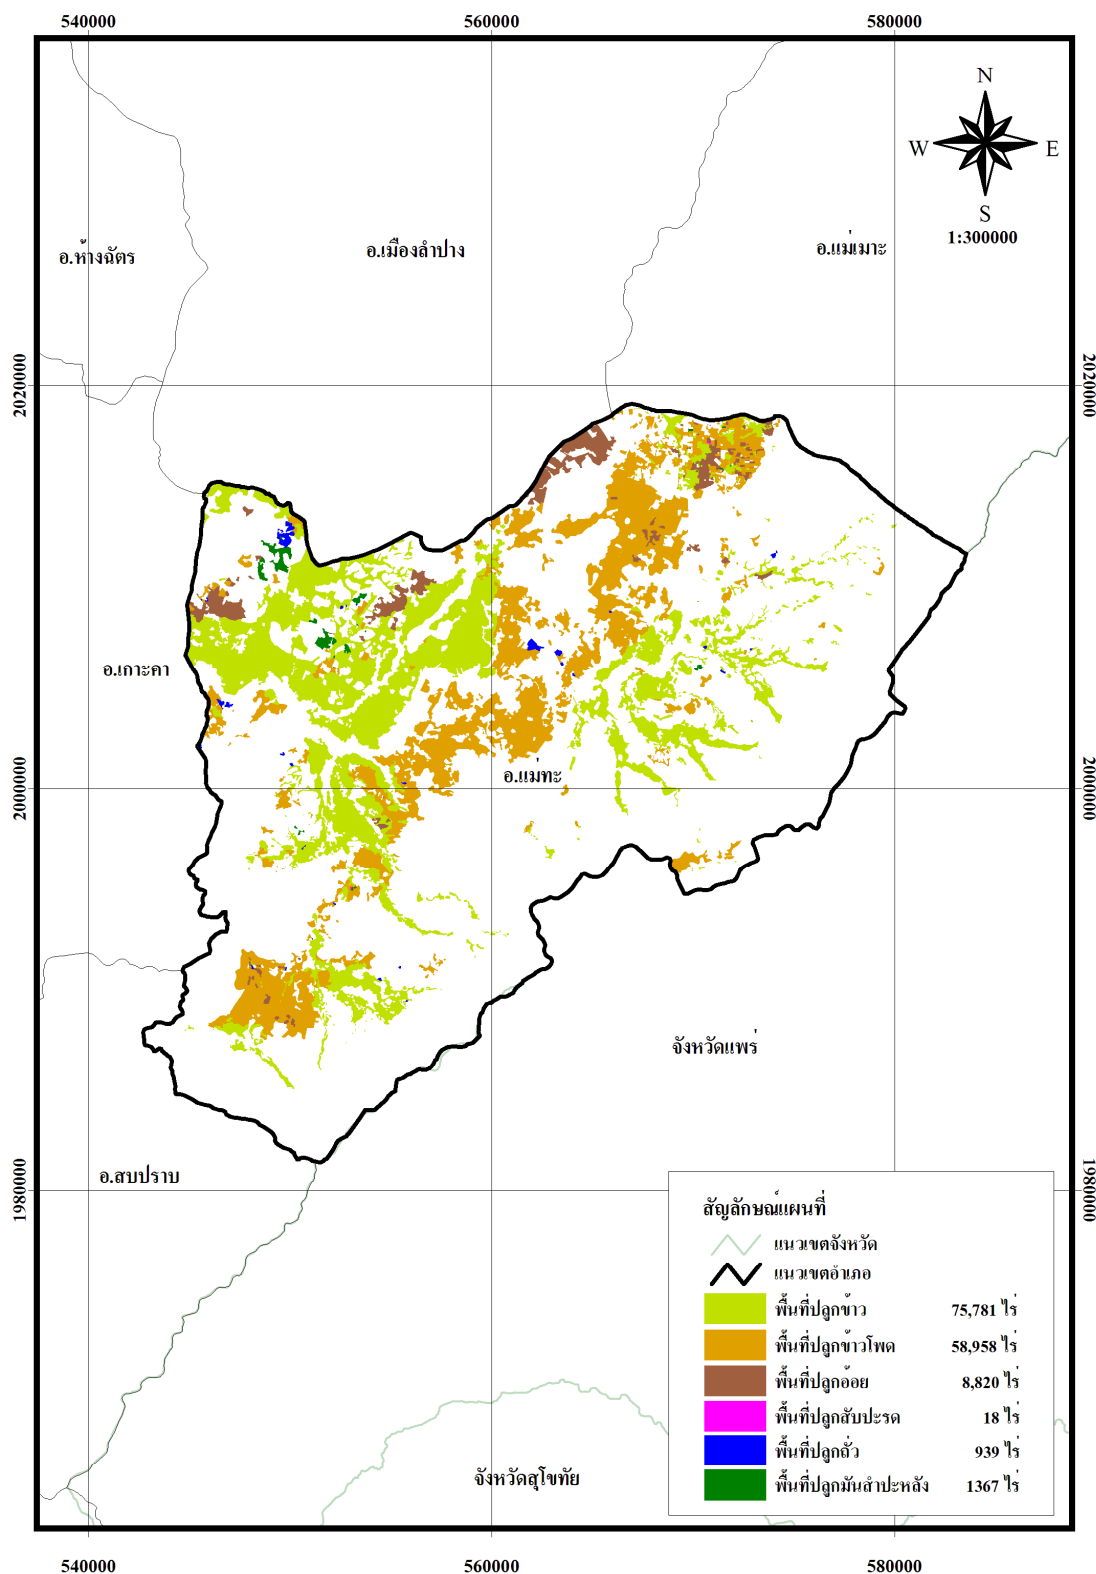 540000 560000 580000
N
W E
S
1:300000
อ.ห้างฉัตร อ.เมืองลำปาง อ.แม่เมาะ
2020000 2020000
อ.เกาะคา
อ.แม่ทะ
2000000 2000000
จังหวัดแพร่
อ.สบปราบ
1980000 1980000
สัญลักษณ์แผนที่
แนวเขตจังหวัด
แนวเขตอำเภอ
พื้นที่ปลูกข้าว 75,781 ไร่
พื้นที่ปลูกข้าวโพด 58,958 ไร่
พื้นที่ปลูกอ้อย 8,820 ไร่
พื้นที่ปลูกสับปะรด 18 ไร่
พื้นที่ปลูกถั่ว 939 ไร่
พื้นที่ปลูกมันสำปะหลัง 1367 ไร่
จังหวัดสุโขทัย
540000 560000 580000